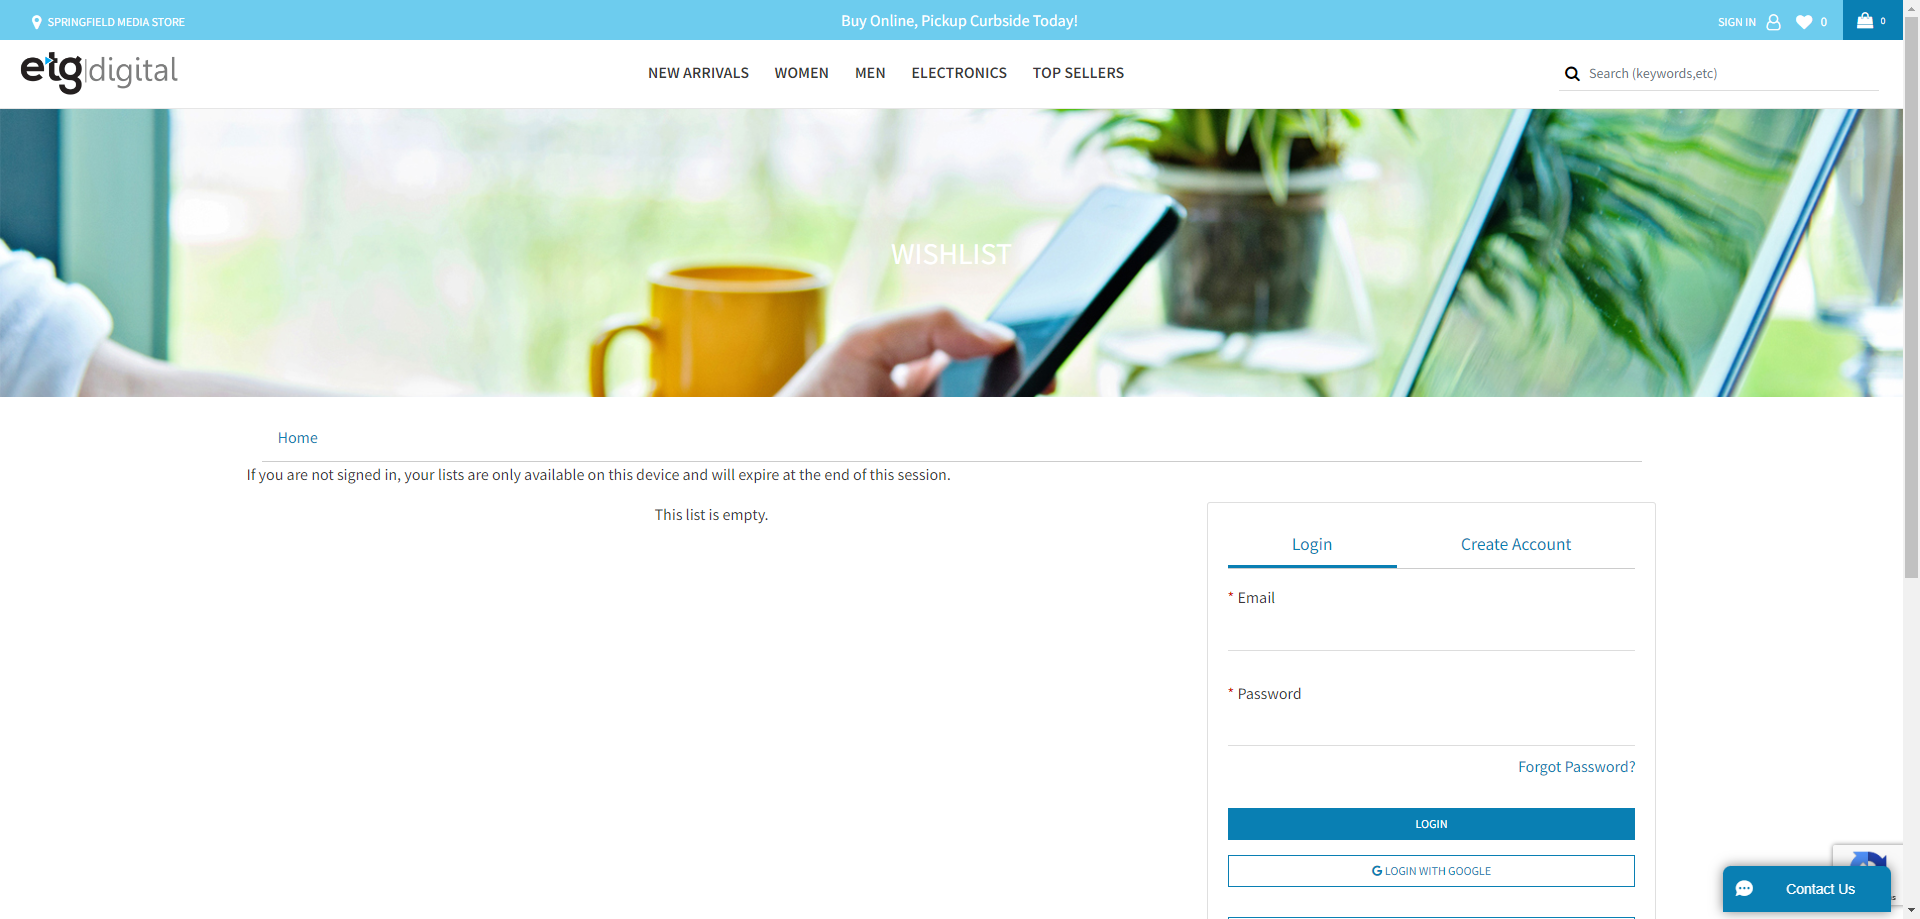 SPRINGFIELD MEDIA STORE
Buy Online, Pickup Curbside Today!
SIGN IN 0 0
etg|digital
NEW ARRIVALS WOMEN MEN ELECTRONICS TOP SELLERS
Search (keywords,etc)
WISHLIST
Home
If you are not signed in, your lists are only available on this device and will expire at the end of this session.
This list is empty.
Login Create Account
* Email
* Password
Forgot Password?
LOGIN
G LOGIN WITH GOOGLE
Contact Us